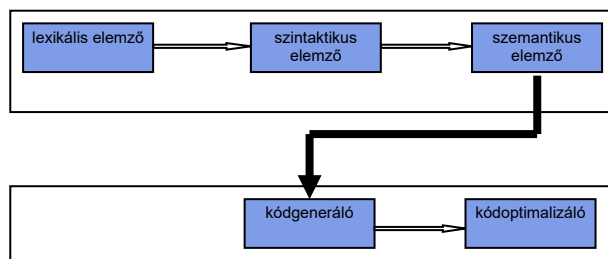 lexikális elemző
szintaktikus
elemző
szemantikus
elemző
kódgeneráló
kódoptimalizáló